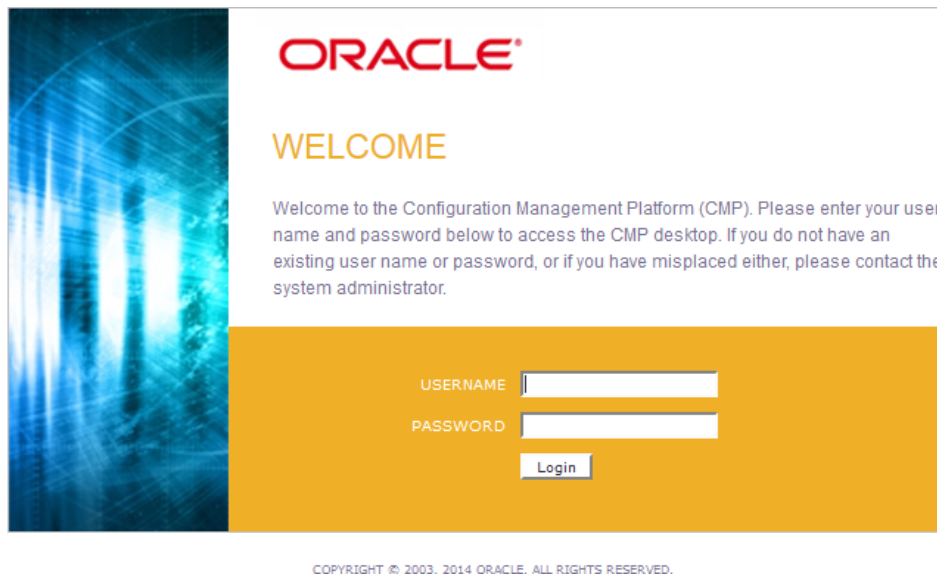 ORACLE®
WELCOME
Welcome to the Configuration Management Platform (CMP). Please enter your user
name and password below to access the CMP desktop. If you do not have an
existing user name or password, or if you have misplaced either, please contact the
system administrator.
USERNAME
PASSWORD
Login
COPYRIGHT © 2003, 2014 ORACLE. ALL RIGHTS RESERVED.